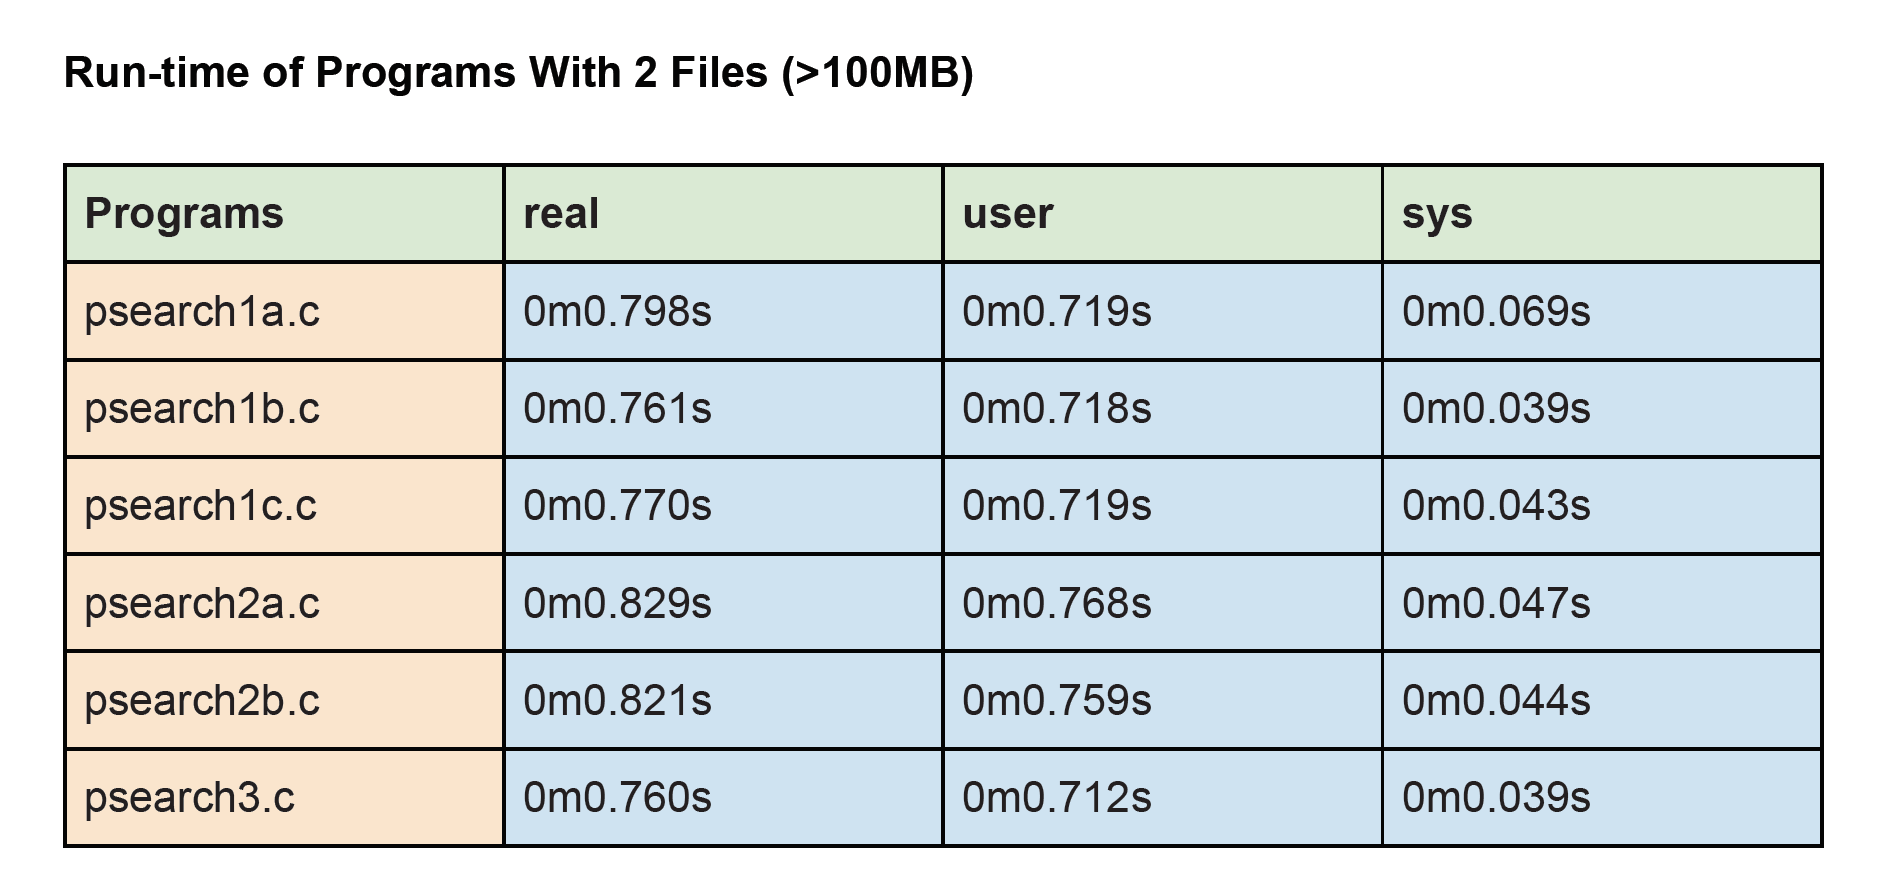 Run-time of Programs With 2 Files (>100MB)
Programs real user sys
psearch1a.c 0m0.798s 0m0.719s 0m0.069s
psearch1b.c 0m0.761s 0m0.718s 0m0.039s
psearch1c.c 0m0.770s 0m0.719s 0m0.043s
psearch2a.c 0m0.829s 0m0.768s 0m0.047s
psearch2b.c 0m0.821s 0m0.759s 0m0.044s
psearch3.c 0m0.760s 0m0.712s 0m0.039s